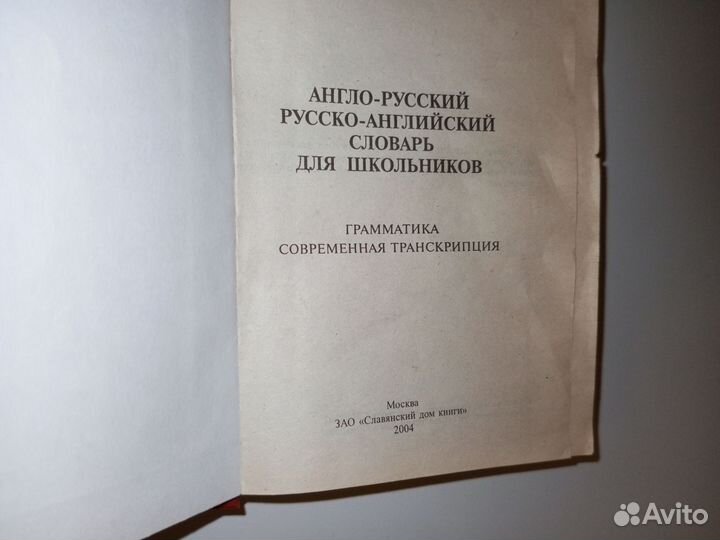 АНГЛО-РУССКИЙ
РУССКО-АНГЛИЙСКИЙ
СЛОВАРЬ
ДЛЯ ШКОЛЬНИКОВ
ГРАММАТИКА
СОВРЕМЕННАЯ ТРАНСКРИПЦИЯ
Москва
ЗАО «Славянский дом книги»
2004
Avito